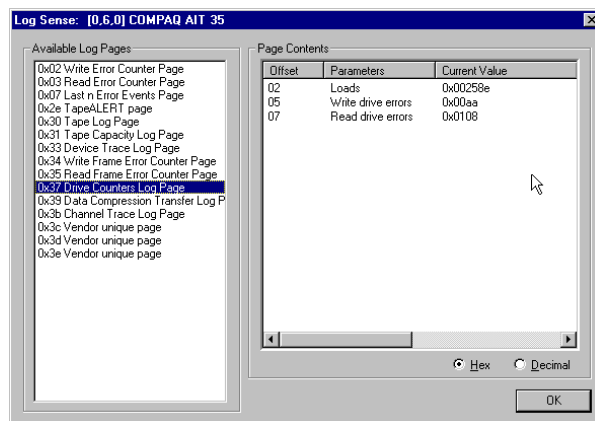 Log Sense: [0,6,0] COMPAQ AIT 35
Available Log Pages
0x02 Write Error Counter Page
0x03 Read Error Counter Page
0x07 Last n Error Events Page
0x2e TapeALERT page
0x30 Tape Log Page
0x31 Tape Capacity Log Page
0x33 Device Trace Log Page
0x34 Write Frame Error Counter Page
0x35 Read Frame Error Counter Page
0x37 Drive Counters Log Page
0x39 Data Compression Transfer Log P
0x3b Channel Trace Log Page
0x3c Vendor unique page
0x3d Vendor unique page
0x3e Vendor unique page
Page Contents
Offset Parameters Current Value
02 Loads 0x00258e
05 Write drive errors 0x00aa
07 Read drive errors 0x0108
Hex Decimal
OK